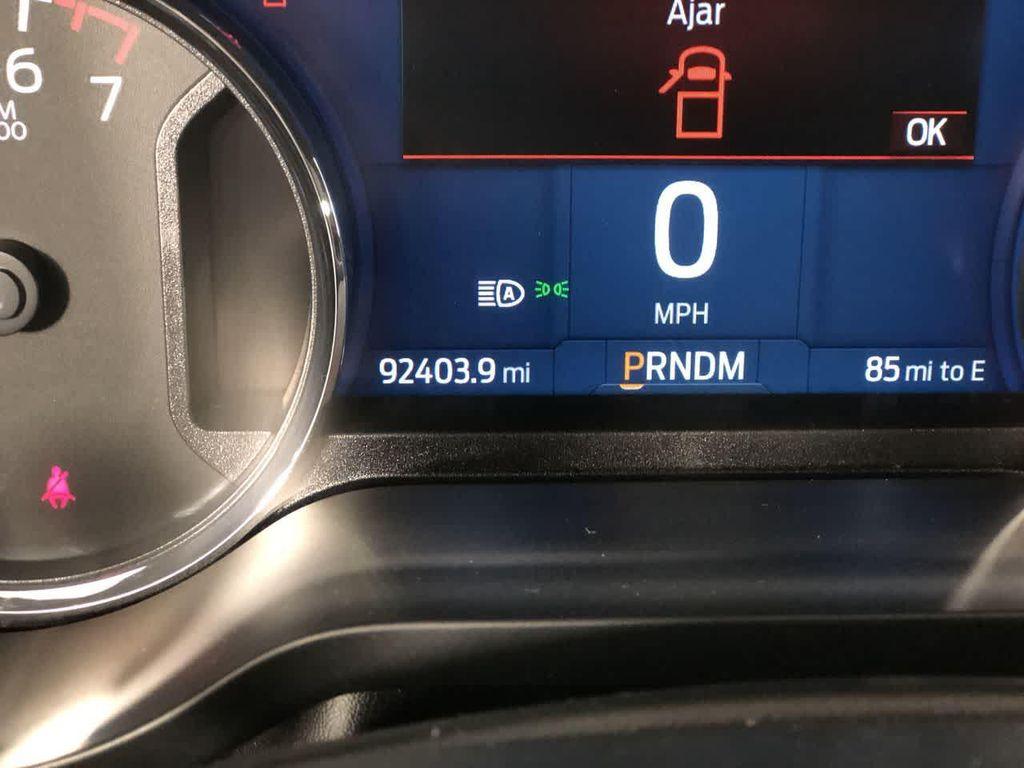 Ajar
OK
6
7
0
MPH
A
92403.9 mi
PRNDM
85 mi to E